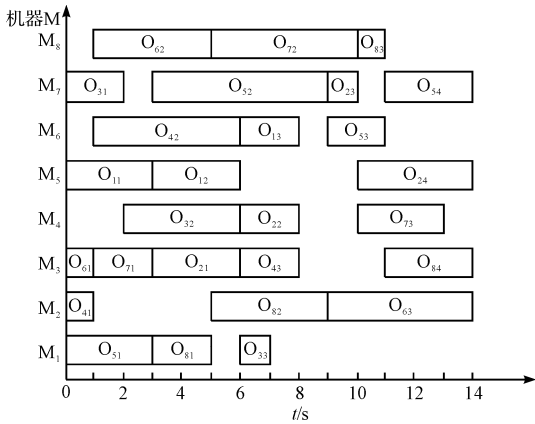 机器M
M₈ O₆₂ O₇₂ O₈₃
M₇ O₃₁ O₅₂ O₂₃ O₅₄
M₆ O₄₂ O₁₃ O₅₃
M₅ O₁₁ O₁₂ O₂₄
M₄ O₃₂ O₂₂ O₇₃
M₃ O₆₁ O₇₁ O₂₁ O₄₃ O₈₄
M₂ O₄₁ O₈₂ O₆₃
M₁ O₅₁ O₈₁ O₃₃
0 2 4 6 8 10 12 14
t/s